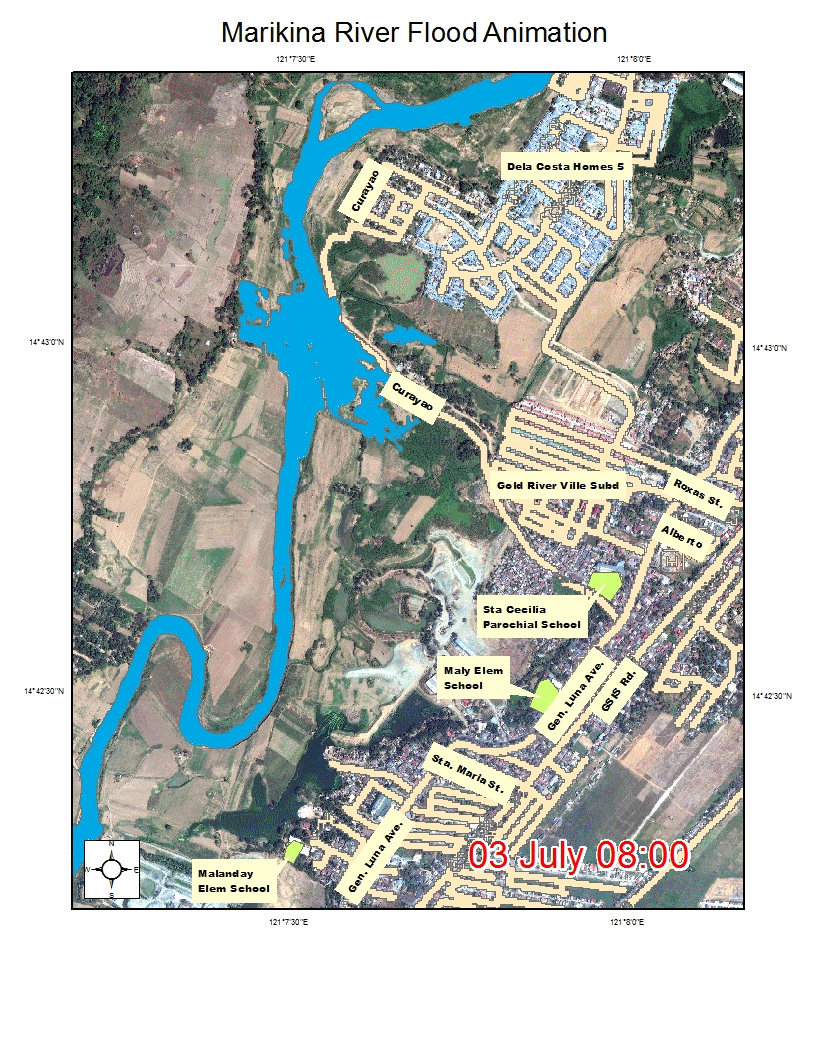 Marikina River Flood Animation
121°7'30"E
121°8'0"E
Dela Costa Homes 5
Curayao
14°43'0"N
14°43'0"N
Curayao
Gold River Ville Subd
Roxas St.
Alberto
Sta Cecilia
Parochial School
Maly Elem
School
Gen. Luna Ave.
GSIS Rd.
14°42'30"N
14°42'30"N
Sta. Maria St.
Gen. Luna Ave.
03 July 08:00
N
W
E
S
Malanday
Elem School
121°7'30"E
121°8'0"E